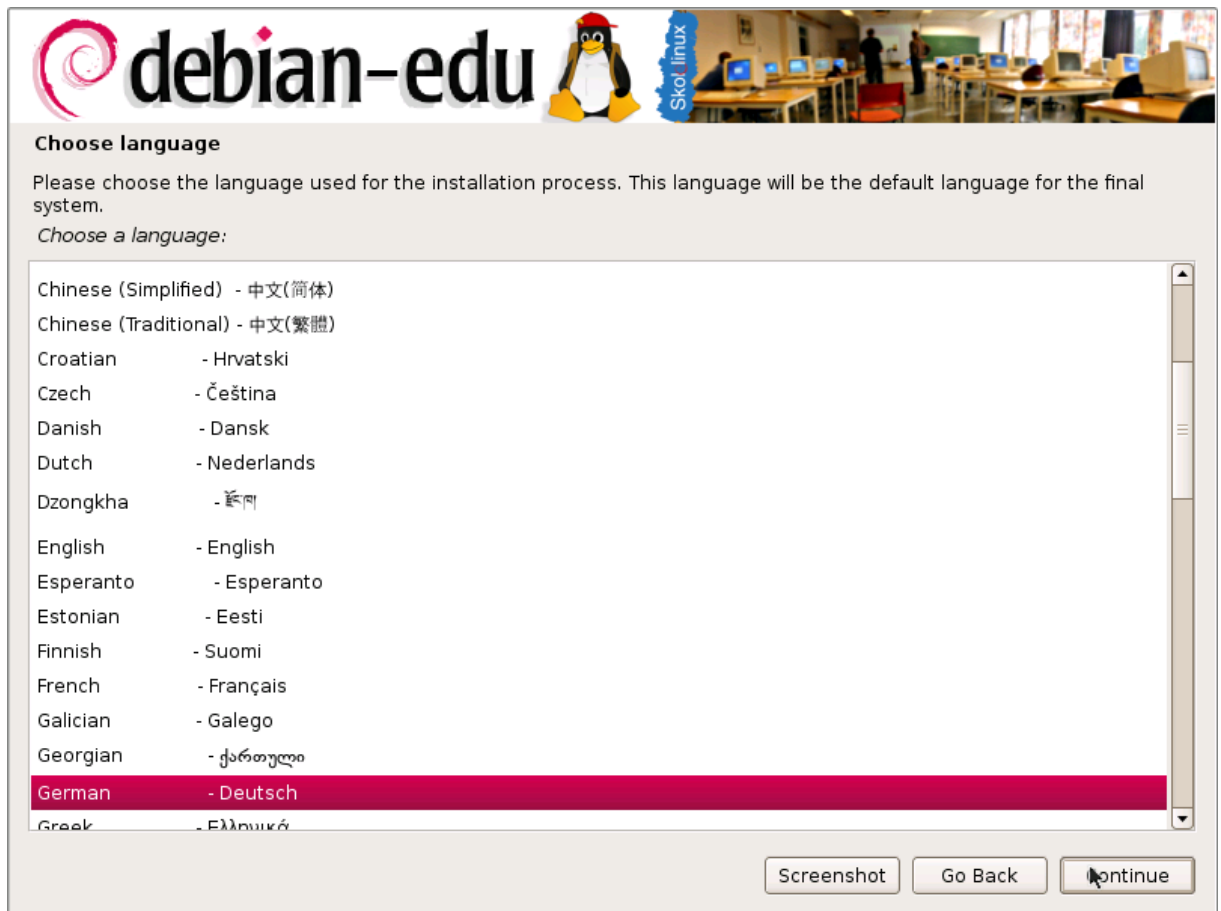 debian-edu
Skolelinux
Choose language
Please choose the language used for the installation process. This language will be the default language for the final
system.
Choose a language:
Chinese (Simplified) - 中文(简体)
Chinese (Traditional) - 中文(繁體)
Croatian - Hrvatski
Czech - Čeština
Danish - Dansk
Dutch - Nederlands
Dzongkha - རྫོང་ཁ།
English - English
Esperanto - Esperanto
Estonian - Eesti
Finnish - Suomi
French - Français
Galician - Galego
Georgian - ქართული
German - Deutsch
Greek - Ελληνικά
Screenshot
Go Back
Continue